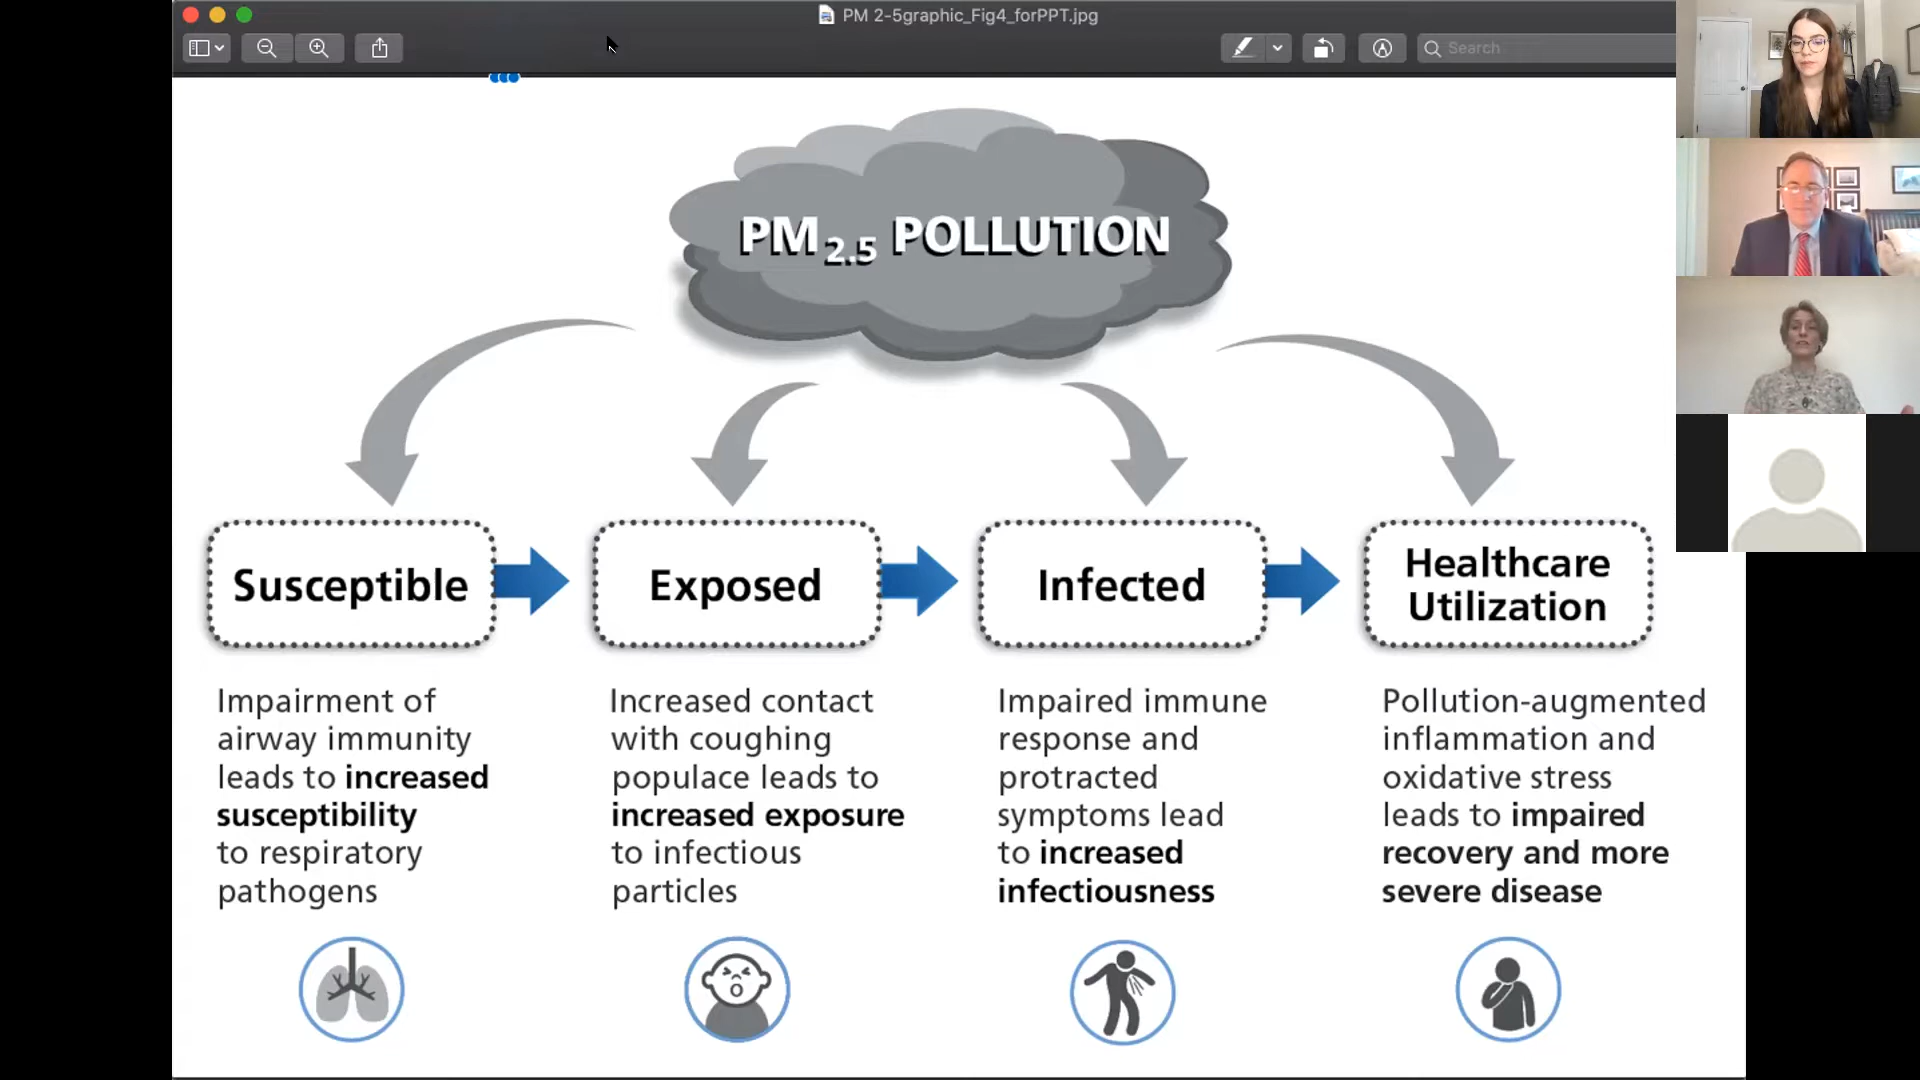 PM 2-5graphic_Fig4_forPPT.jpg
Search
PM 2.5 POLLUTION
Susceptible
Exposed
Infected
Healthcare
Utilization
Impairment of
airway immunity
leads to increased
susceptibility
to respiratory
pathogens
Increased contact
with coughing
populace leads to
increased exposure
to infectious
particles
Impaired immune
response and
protracted
symptoms lead
to increased
infectiousness
Pollution-augmented
inflammation and
oxidative stress
leads to impaired
recovery and more
severe disease